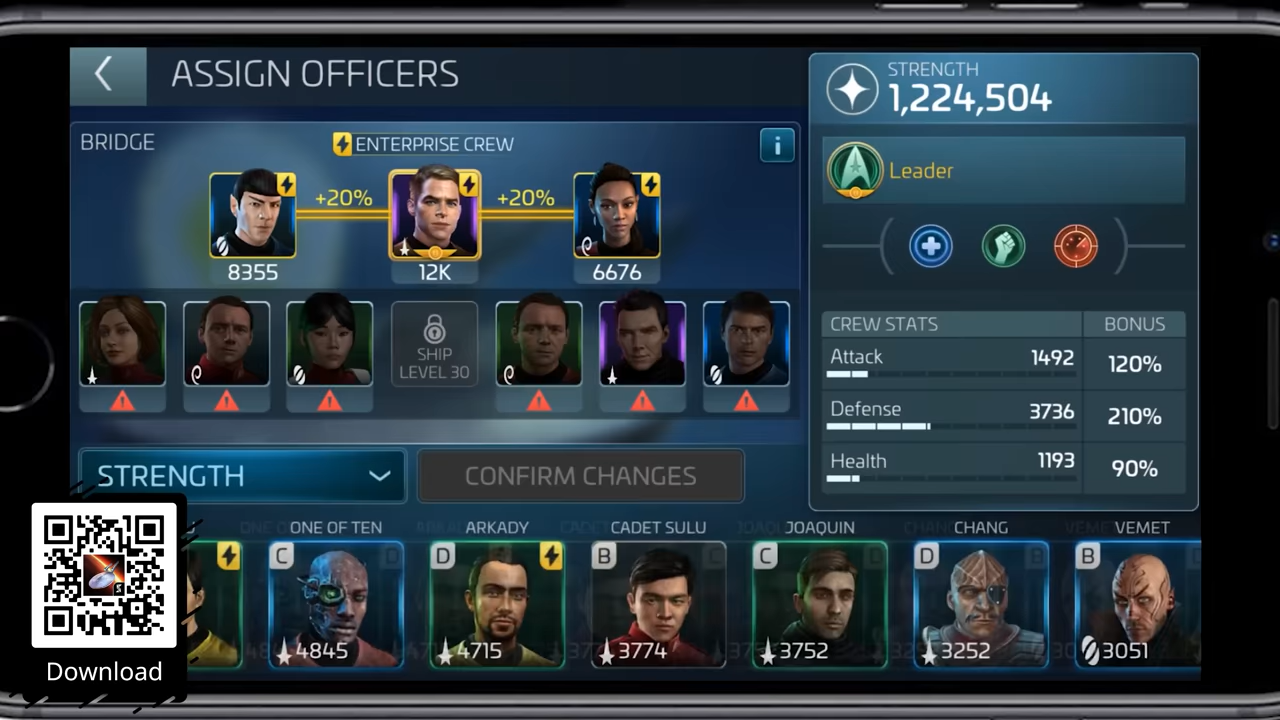 ASSIGN OFFICERS
STRENGTH
1,224,504
BRIDGE
ENTERPRISE CREW
i
Leader
+20%
+20%
8355
12K
6676
SHIP
LEVEL 30
CREW STATS
BONUS
Attack
1492
120%
Defense
3736
210%
Health
1193
90%
STRENGTH
CONFIRM CHANGES
ONE OF TEN
ARKADY
CADET SULU
JOAQUIN
CHANG
VEMET
C
D
B
C
D
B
4845
4715
3774
3752
3252
3051
Download